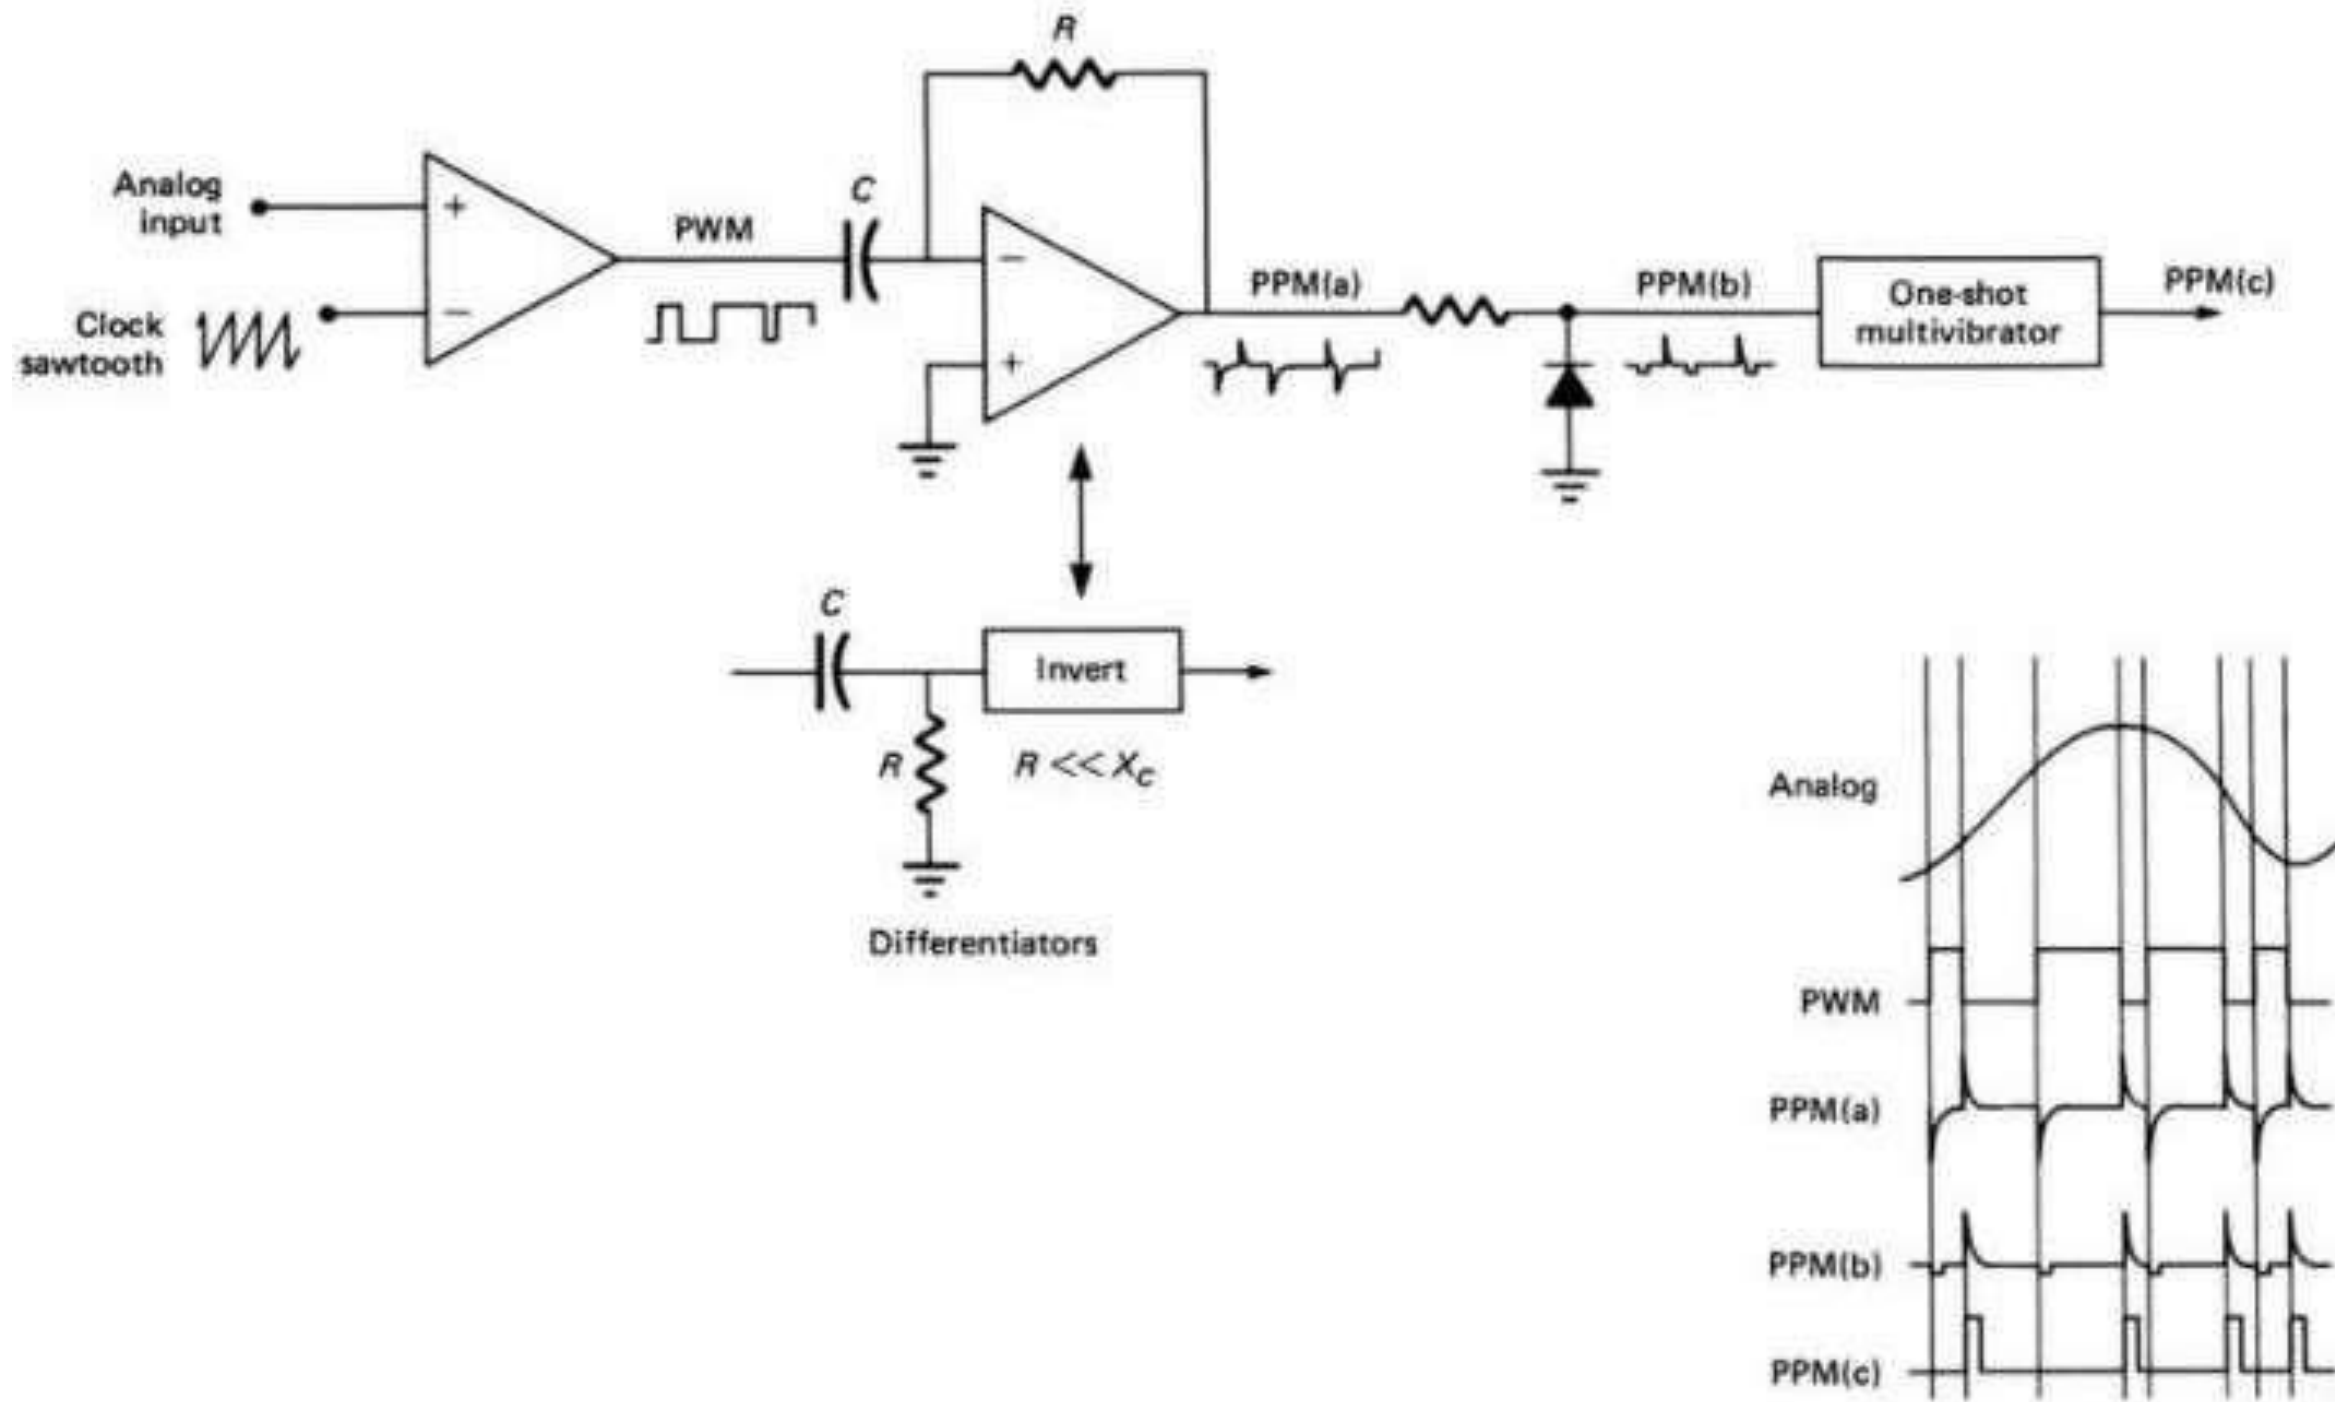 R
Analog
input
+
PWM
C
−
Clock
sawtooth
−
+
PPM(a)
PPM(b)
One-shot
multivibrator
PPM(c)
C
Invert
R
R << XC
Differentiators
Analog
PWM
PPM(a)
PPM(b)
PPM(c)